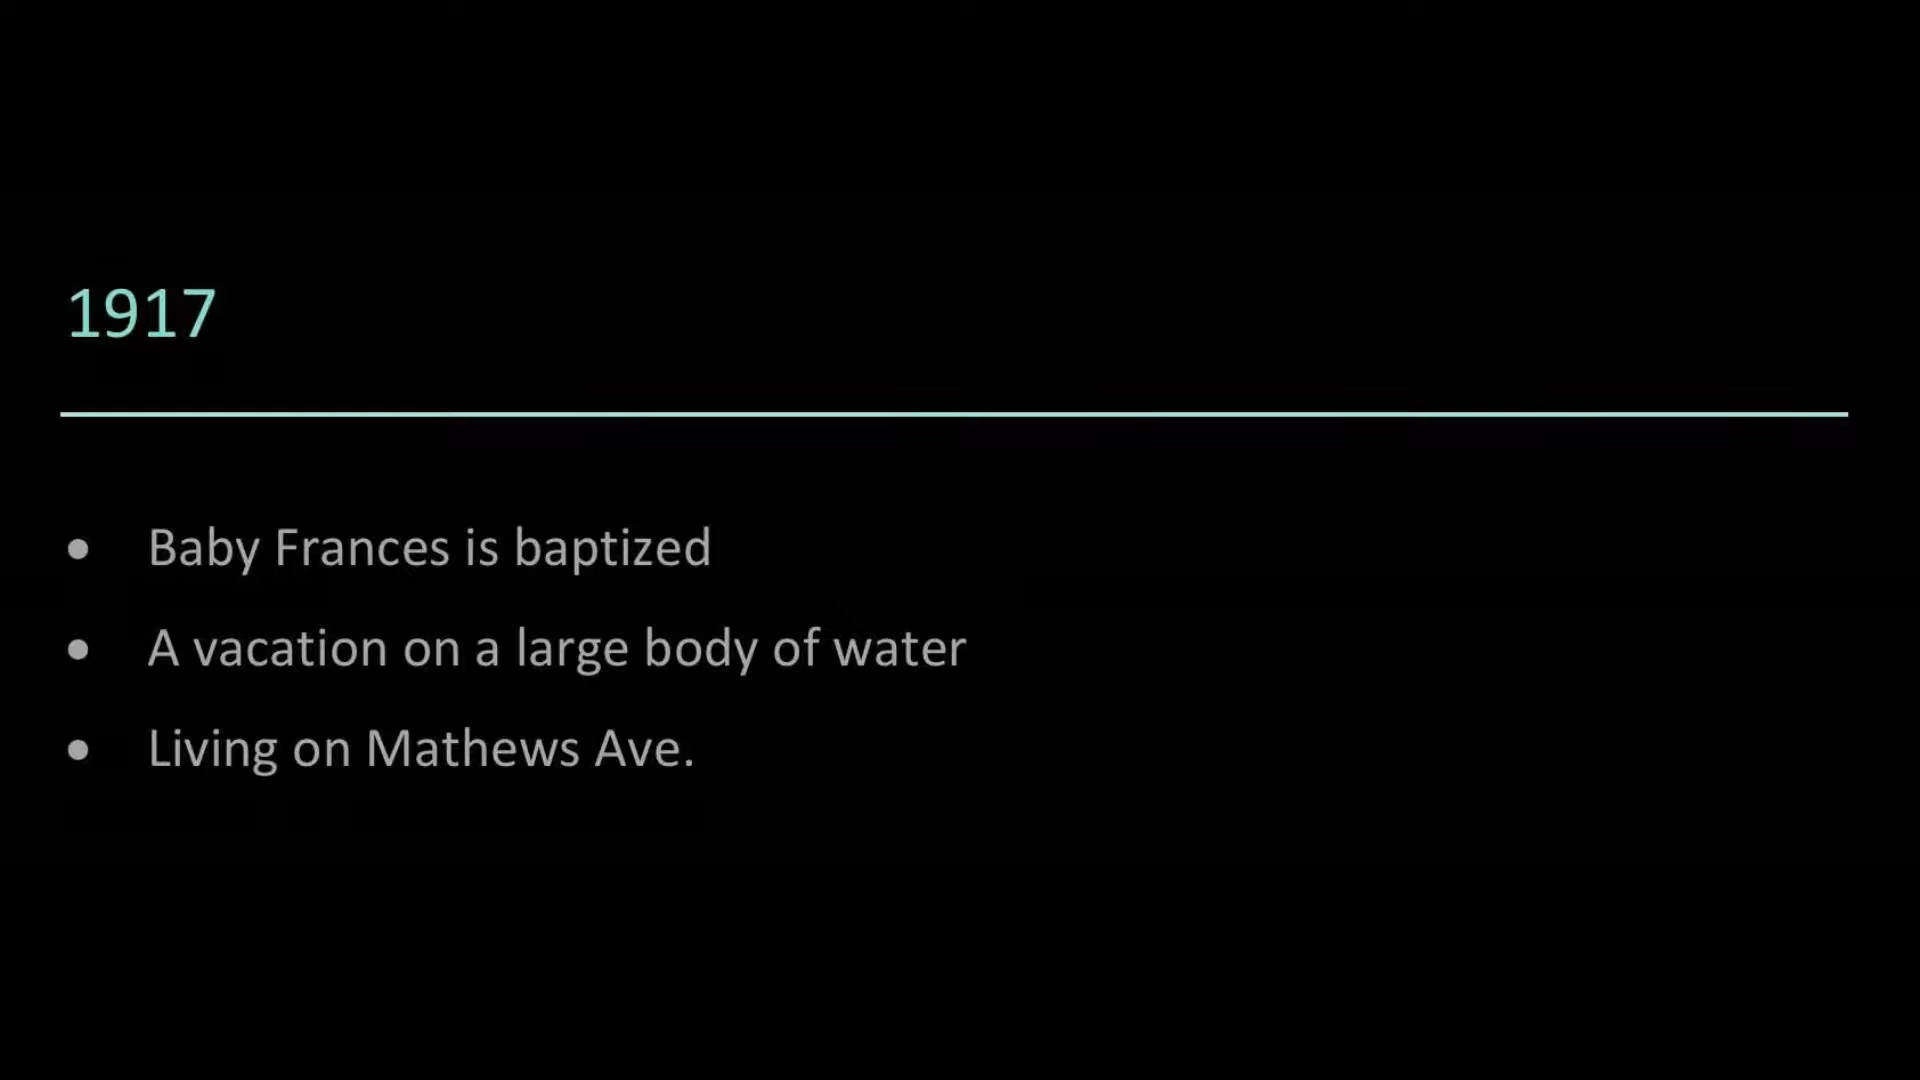 1917
• Baby Frances is baptized
• A vacation on a large body of water
• Living on Mathews Ave.